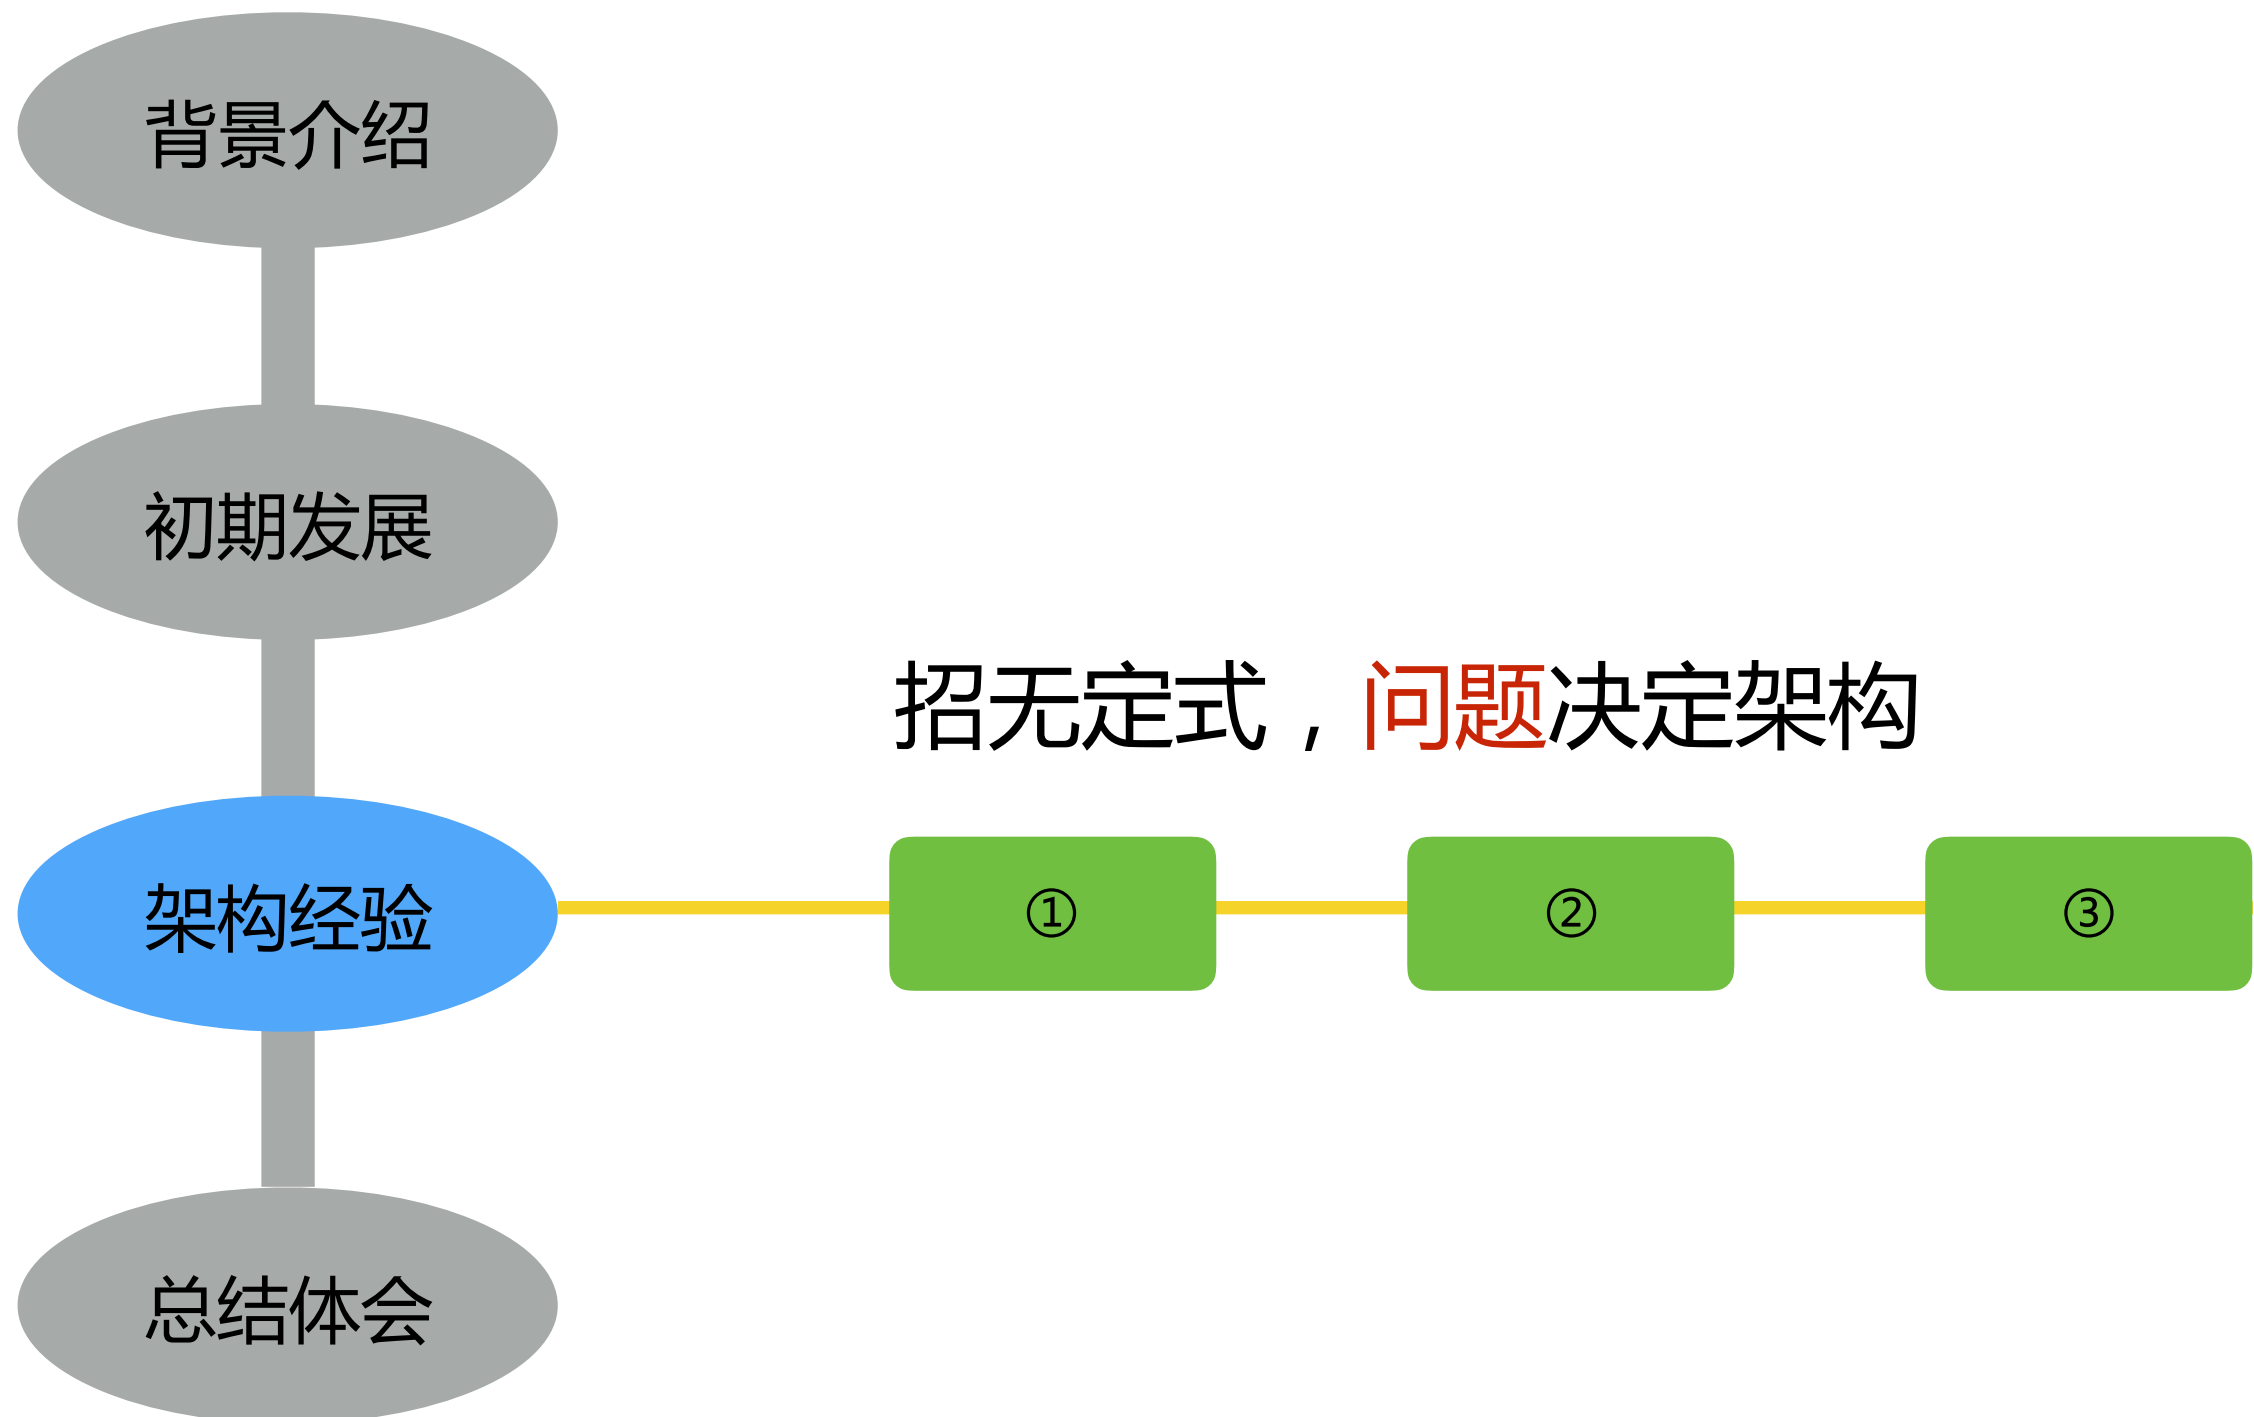 背景介绍
初期发展
招无定式，问题决定架构
架构经验
①
②
③
总结体会